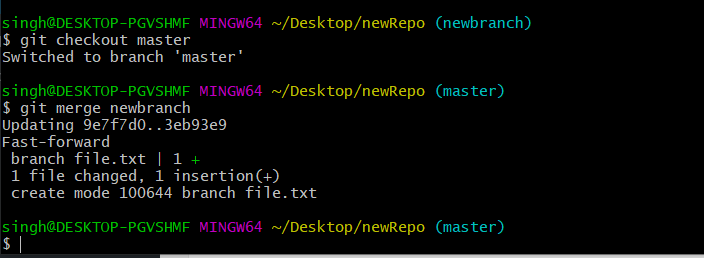 singh@DESKTOP-PGVSHMF MINGW64 ~/Desktop/newRepo (newbranch)
$ git checkout master
Switched to branch 'master'
singh@DESKTOP-PGVSHMF MINGW64 ~/Desktop/newRepo (master)
$ git merge newbranch
Updating 9e7f7d0..3eb93e9
Fast-forward
 branch file.txt | 1 +
 1 file changed, 1 insertion(+)
 create mode 100644 branch file.txt
singh@DESKTOP-PGVSHMF MINGW64 ~/Desktop/newRepo (master)
$